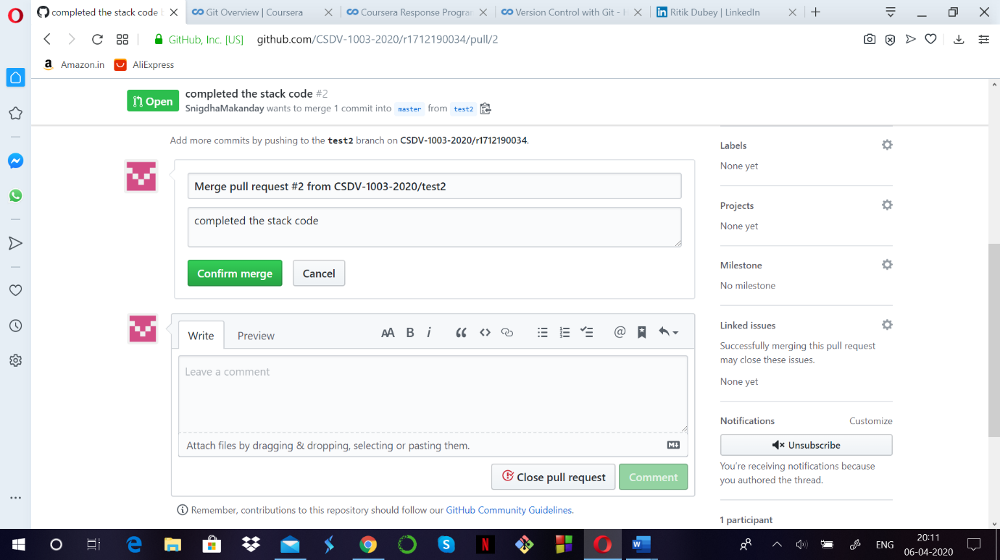 completed the stack code
Git Overview | Coursera
Coursera Response Program
Version Control with Git - H
Ritik Dubey | LinkedIn
GitHub, Inc. [US]
github.com/CSDV-1003-2020/r1712190034/pull/2
Amazon.in
AliExpress
Open
completed the stack code #2
SnigdhaMakanday wants to merge 1 commit into master from test2
Add more commits by pushing to the test2 branch on CSDV-1003-2020/r1712190034.
Merge pull request #2 from CSDV-1003-2020/test2
completed the stack code
Confirm merge
Cancel
Write
Preview
Leave a comment
Attach files by dragging & dropping, selecting or pasting them.
Close pull request
Comment
Remember, contributions to this repository should follow our GitHub Community Guidelines.
Labels
None yet
Projects
None yet
Milestone
No milestone
Linked issues
Successfully merging this pull request
may close these issues.
None yet
Notifications
Customize
Unsubscribe
You're receiving notifications because
you authored the thread.
1 participant
ENG
20:11
06-04-2020